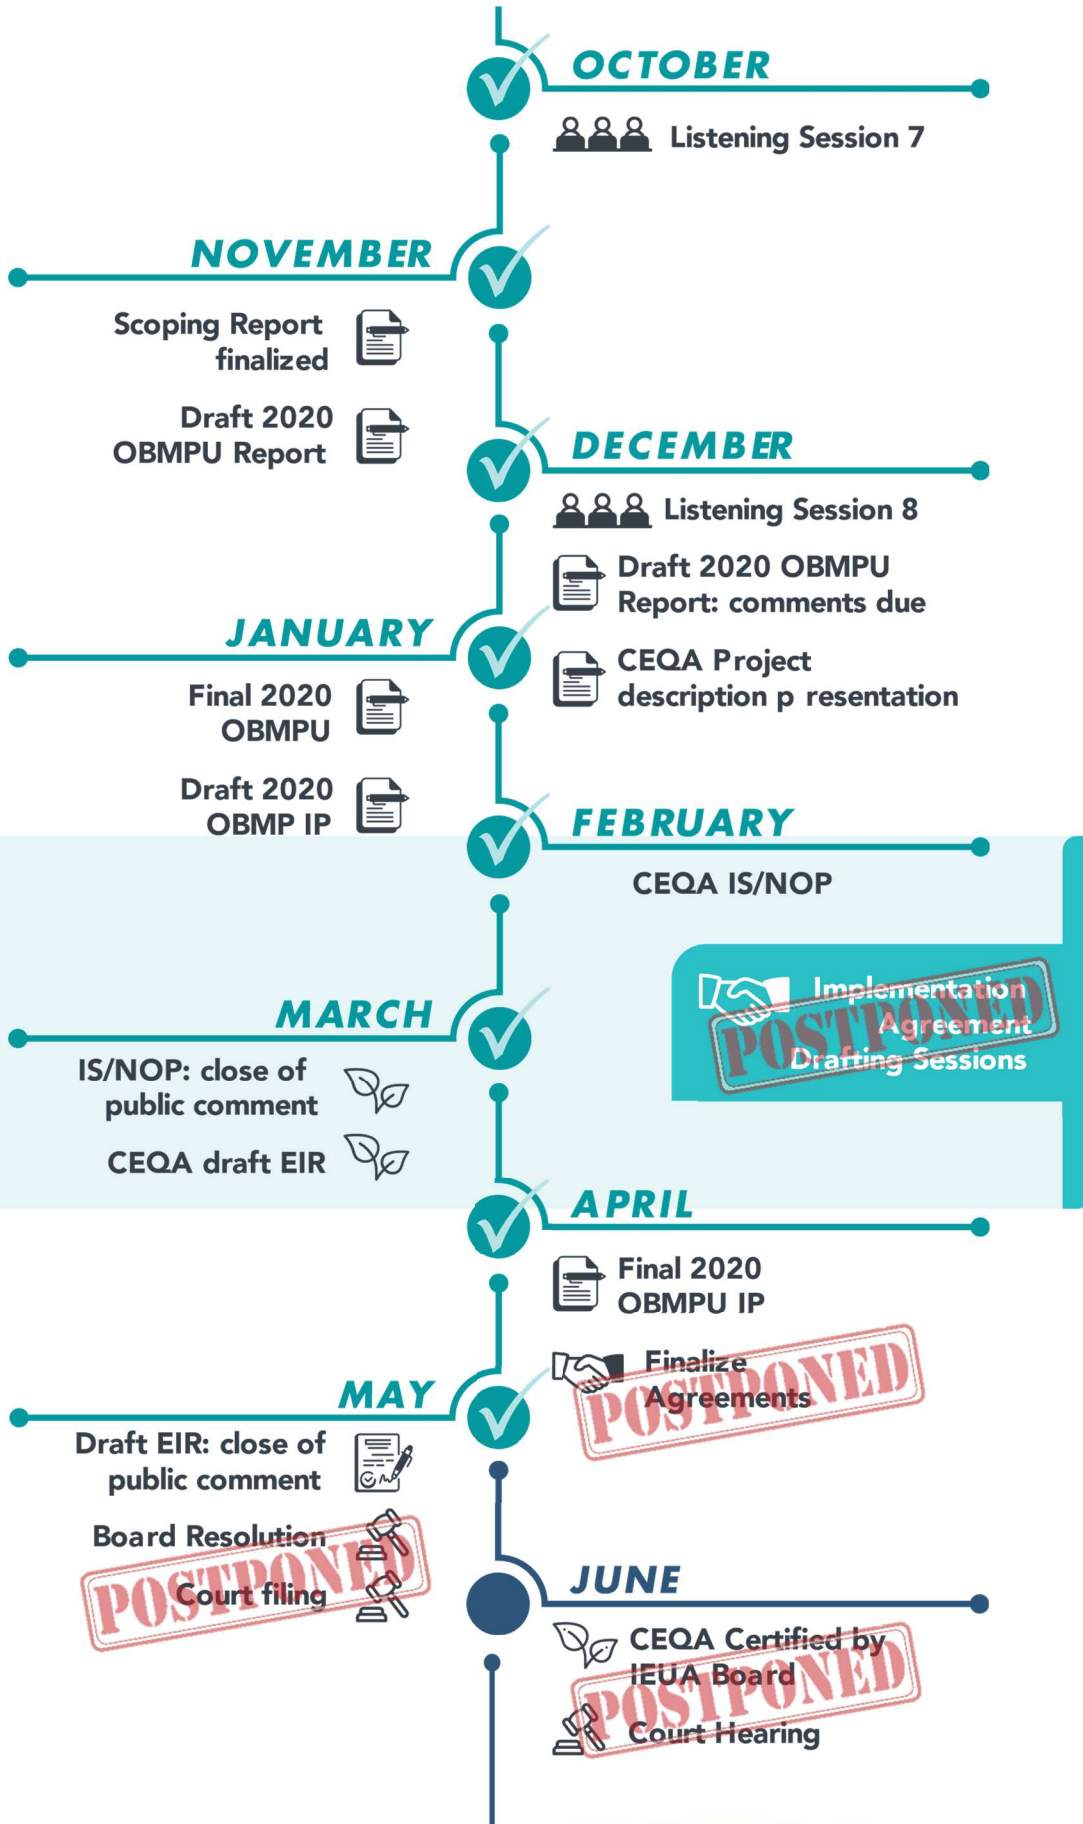 OCTOBER
Listening Session 7
NOVEMBER
Scoping Report
finalized
Draft 2020
OBMPU Report
DECEMBER
Listening Session 8
Draft 2020 OBMPU
Report: comments due
CEQA Project
description p resentation
JANUARY
Final 2020
OBMPU
Draft 2020
OBMP IP
FEBRUARY
CEQA IS/NOP
Implementation
Agreement
Drafting Sessions
POSTPONED
MARCH
IS/NOP: close of
public comment
CEQA draft EIR
APRIL
Final 2020
OBMPU IP
Finalize
Agreements
POSTPONED
MAY
Draft EIR: close of
public comment
Board Resolution
Court filing
POSTPONED
JUNE
CEQA Certified by
IEUA Board
Court Hearing
POSTPONED